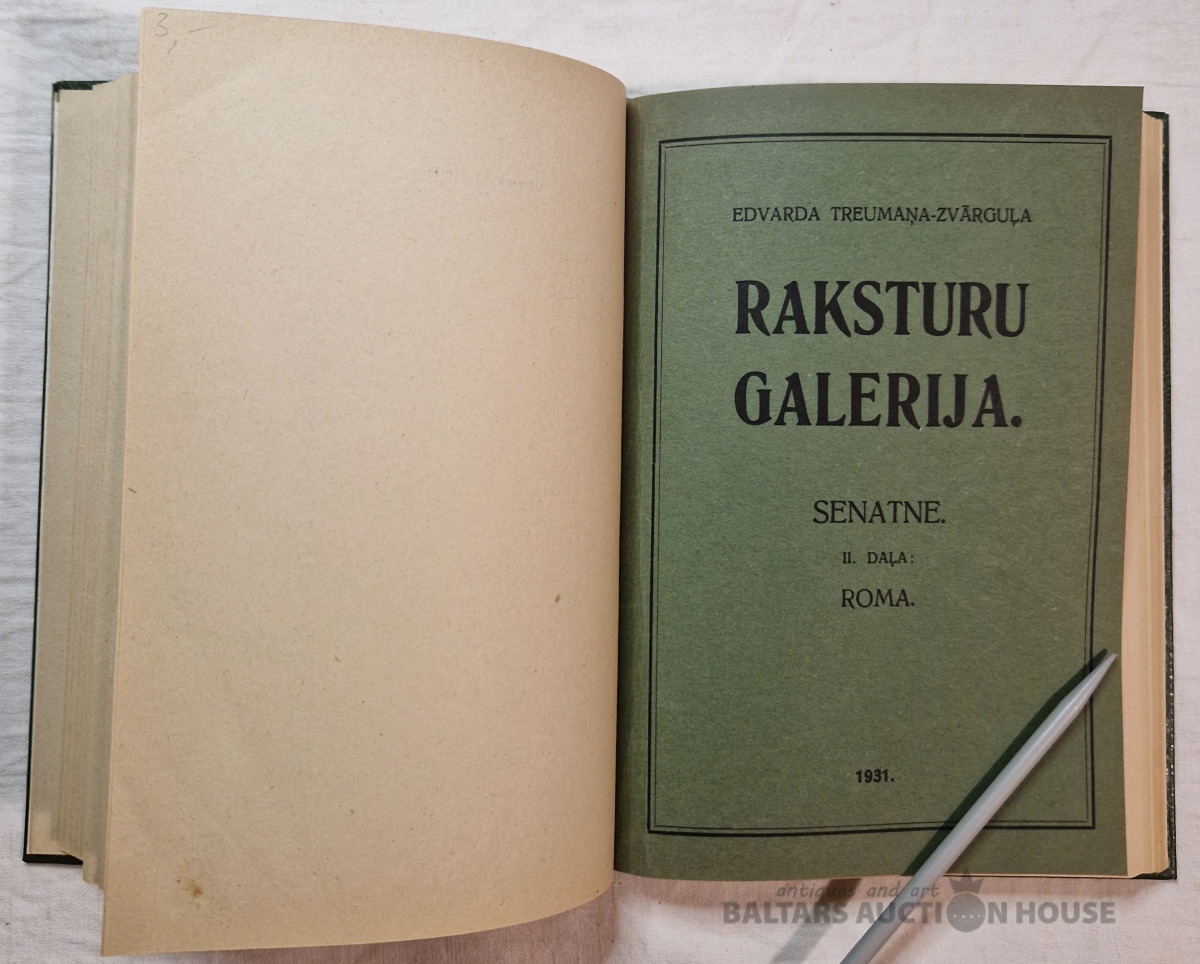 3,—
EDVARDA TREUMAŅA-ZVĀRGUĻA
RAKSTURU
GALERIJA.
SENATNE.
II. DAĻA:
ROMA.
1931.
antiques and art
BALTARS AUCTION HOUSE